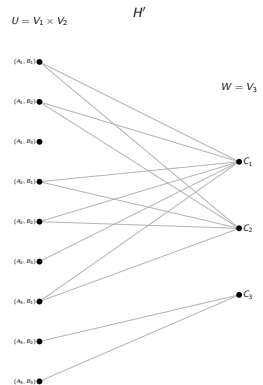 H′
U = V₁ × V₂
W = V₃
(A₁, B₁)
(A₁, B₂)
(A₁, B₃)
(A₂, B₁)
(A₂, B₂)
(A₂, B₃)
(A₃, B₁)
(A₃, B₂)
(A₃, B₃)
C₁
C₂
C₃